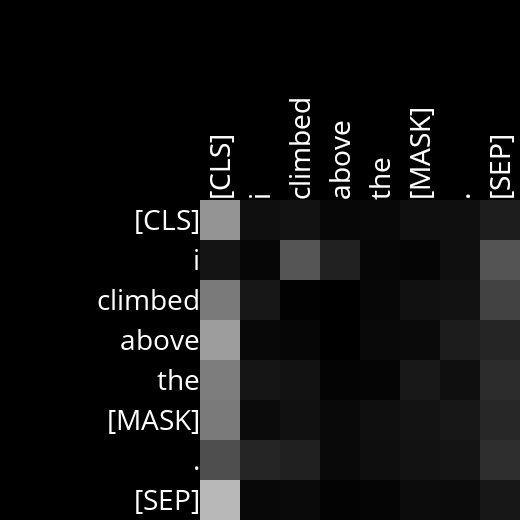 [CLS] i climbed above the [MASK] . [SEP]
[CLS]
i
climbed
above
the
[MASK]
.
[SEP]